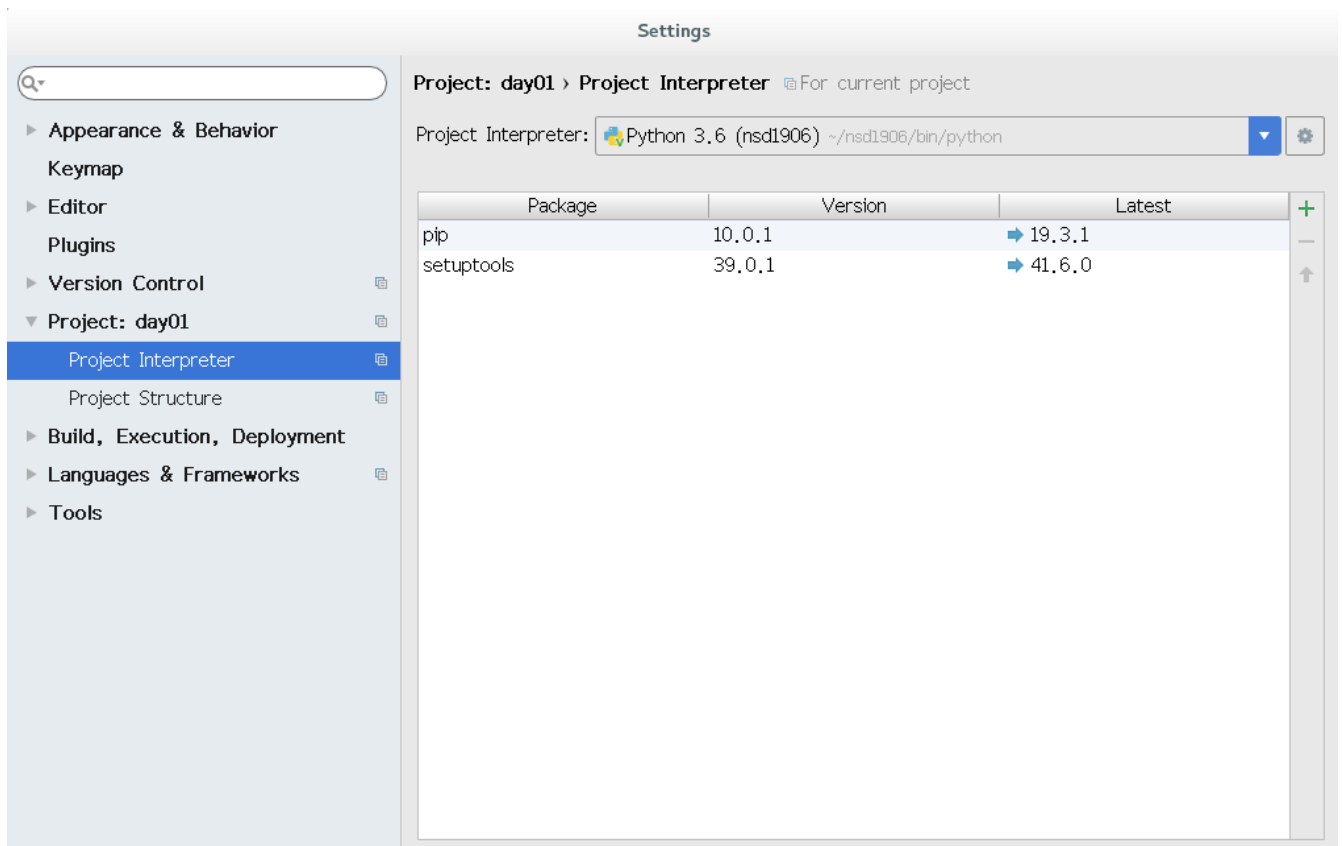 Settings
Project: day01 › Project Interpreter For current project
Project Interpreter: Python 3.6 (nsd1906) ~/nsd1906/bin/python
Appearance & Behavior
Keymap
Editor
Plugins
Version Control
Project: day01
Project Interpreter
Project Structure
Build, Execution, Deployment
Languages & Frameworks
Tools
Package Version Latest
pip 10.0.1 19.3.1
setuptools 39.0.1 41.6.0